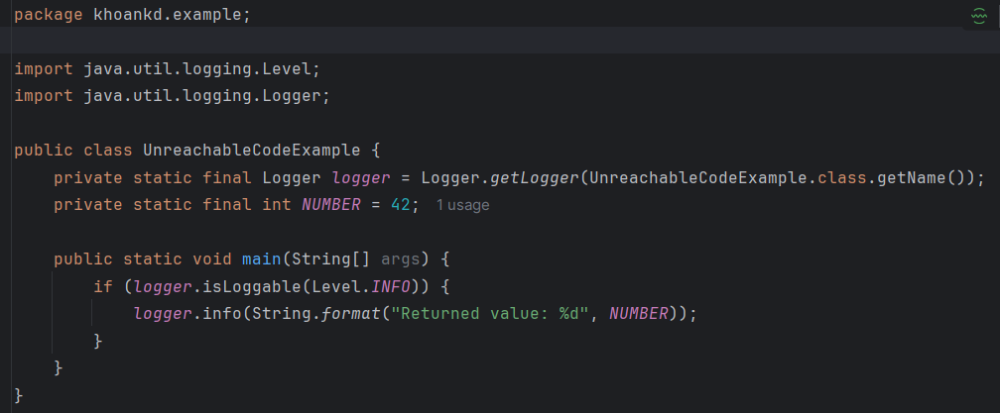 package khoankd.example;
import java.util.logging.Level;
import java.util.logging.Logger;
public class UnreachableCodeExample {
private static final Logger logger = Logger.getLogger(UnreachableCodeExample.class.getName());
private static final int NUMBER = 42; 1 usage
public static void main(String[] args) {
if (logger.isLoggable(Level.INFO)) {
logger.info(String.format("Returned value: %d", NUMBER));
}
}
}